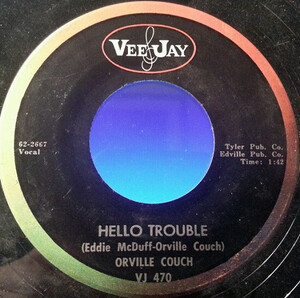 VEE JAY
62-2667
Vocal
Tyler Pub. Co.
Edville Pub. Co.
Time: 1:42
HELLO TROUBLE
(Eddie McDuff-Orville Couch)
ORVILLE COUCH
VJ 470